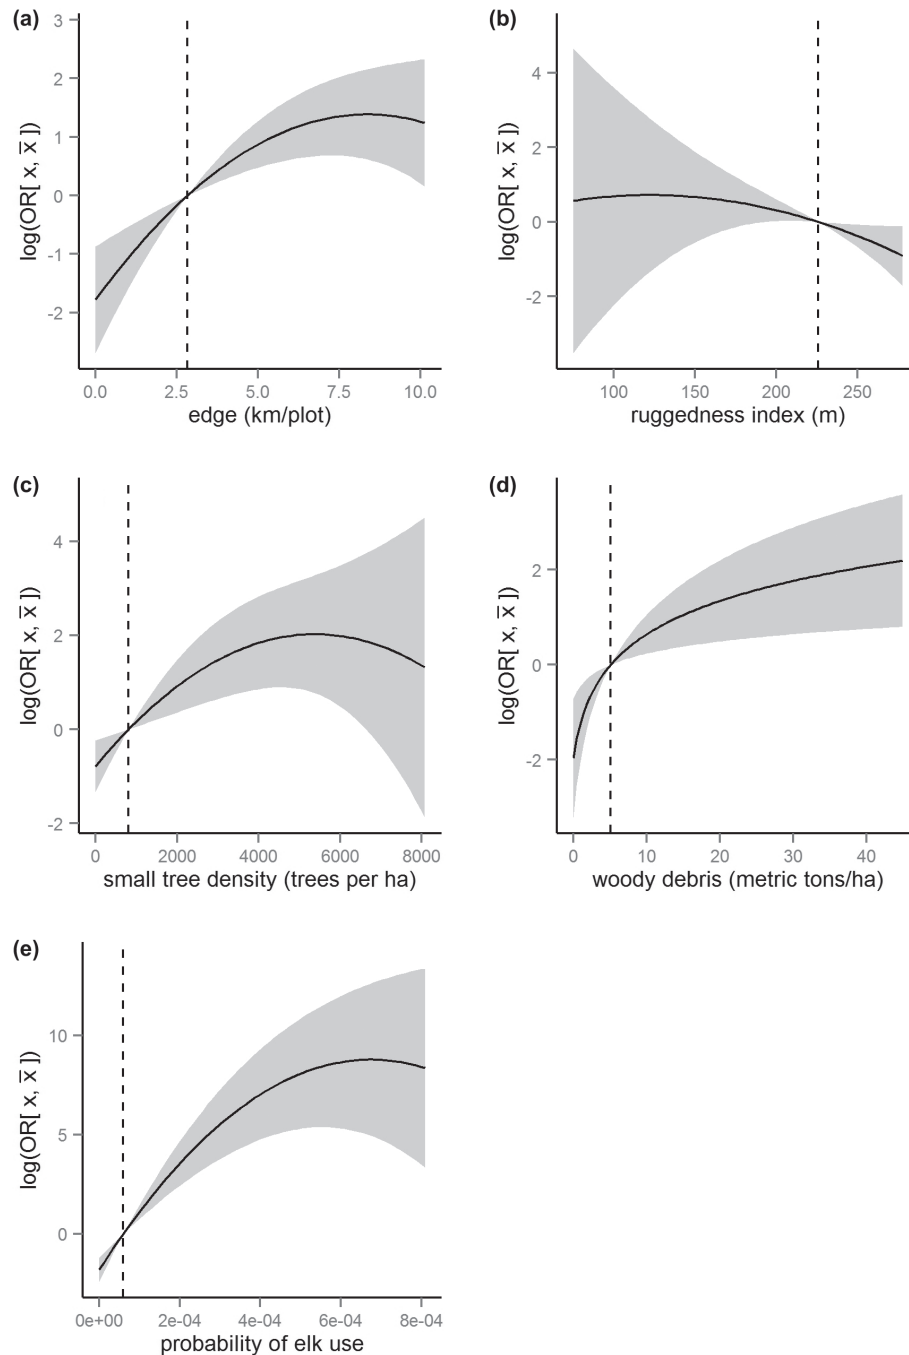 (a)
3
2
1
0
-1
-2
log(OR[ x, x̅ ])
0.0 2.5 5.0 7.5 10.0
edge (km/plot)
(b)
4
2
0
-2
log(OR[ x, x̅ ])
100 150 200 250
ruggedness index (m)
(c)
4
2
0
-2
log(OR[ x, x̅ ])
0 2000 4000 6000 8000
small tree density (trees per ha)
(d)
2
0
-2
log(OR[ x, x̅ ])
0 10 20 30 40
woody debris (metric tons/ha)
(e)
10
5
0
log(OR[ x, x̅ ])
0e+00 2e-04 4e-04 6e-04 8e-04
probability of elk use